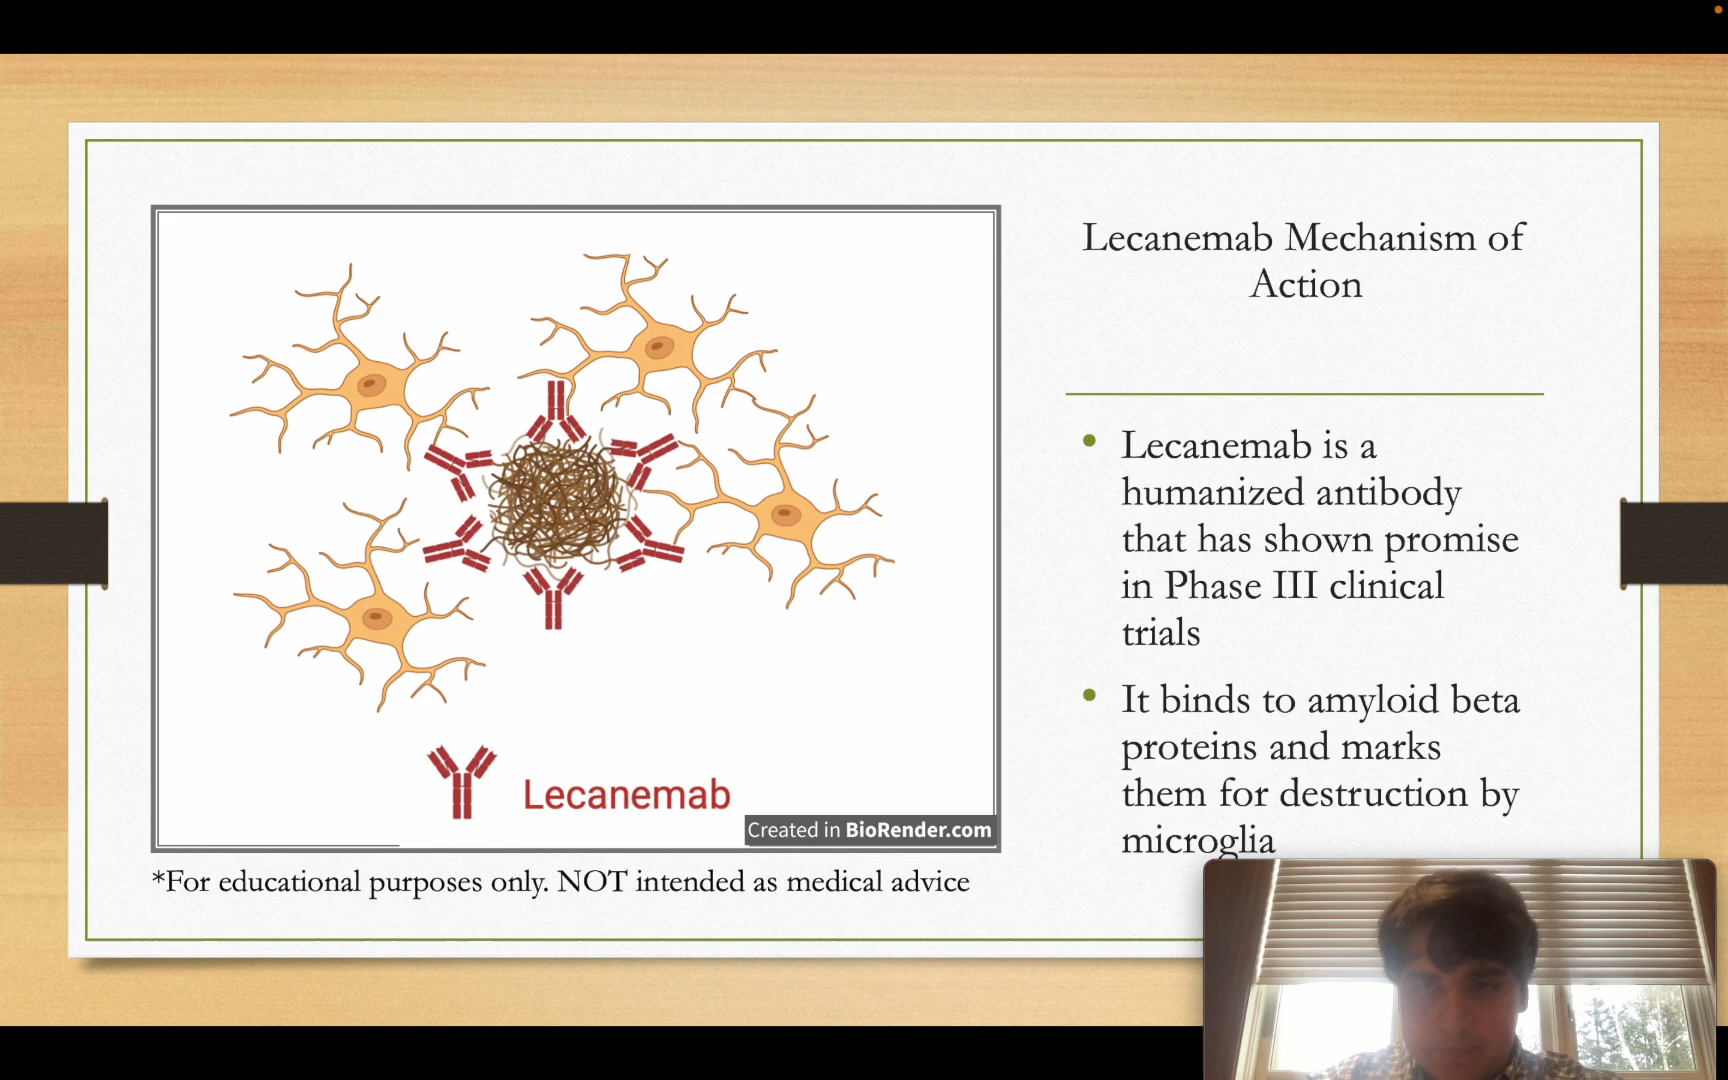 Lecanemab Mechanism of
Action
Lecanemab is a
humanized antibody
that has shown promise
in Phase III clinical
trials
It binds to amyloid beta
proteins and marks
them for destruction by
microglia
Lecanemab
Created in BioRender.com
*For educational purposes only. NOT intended as medical advice